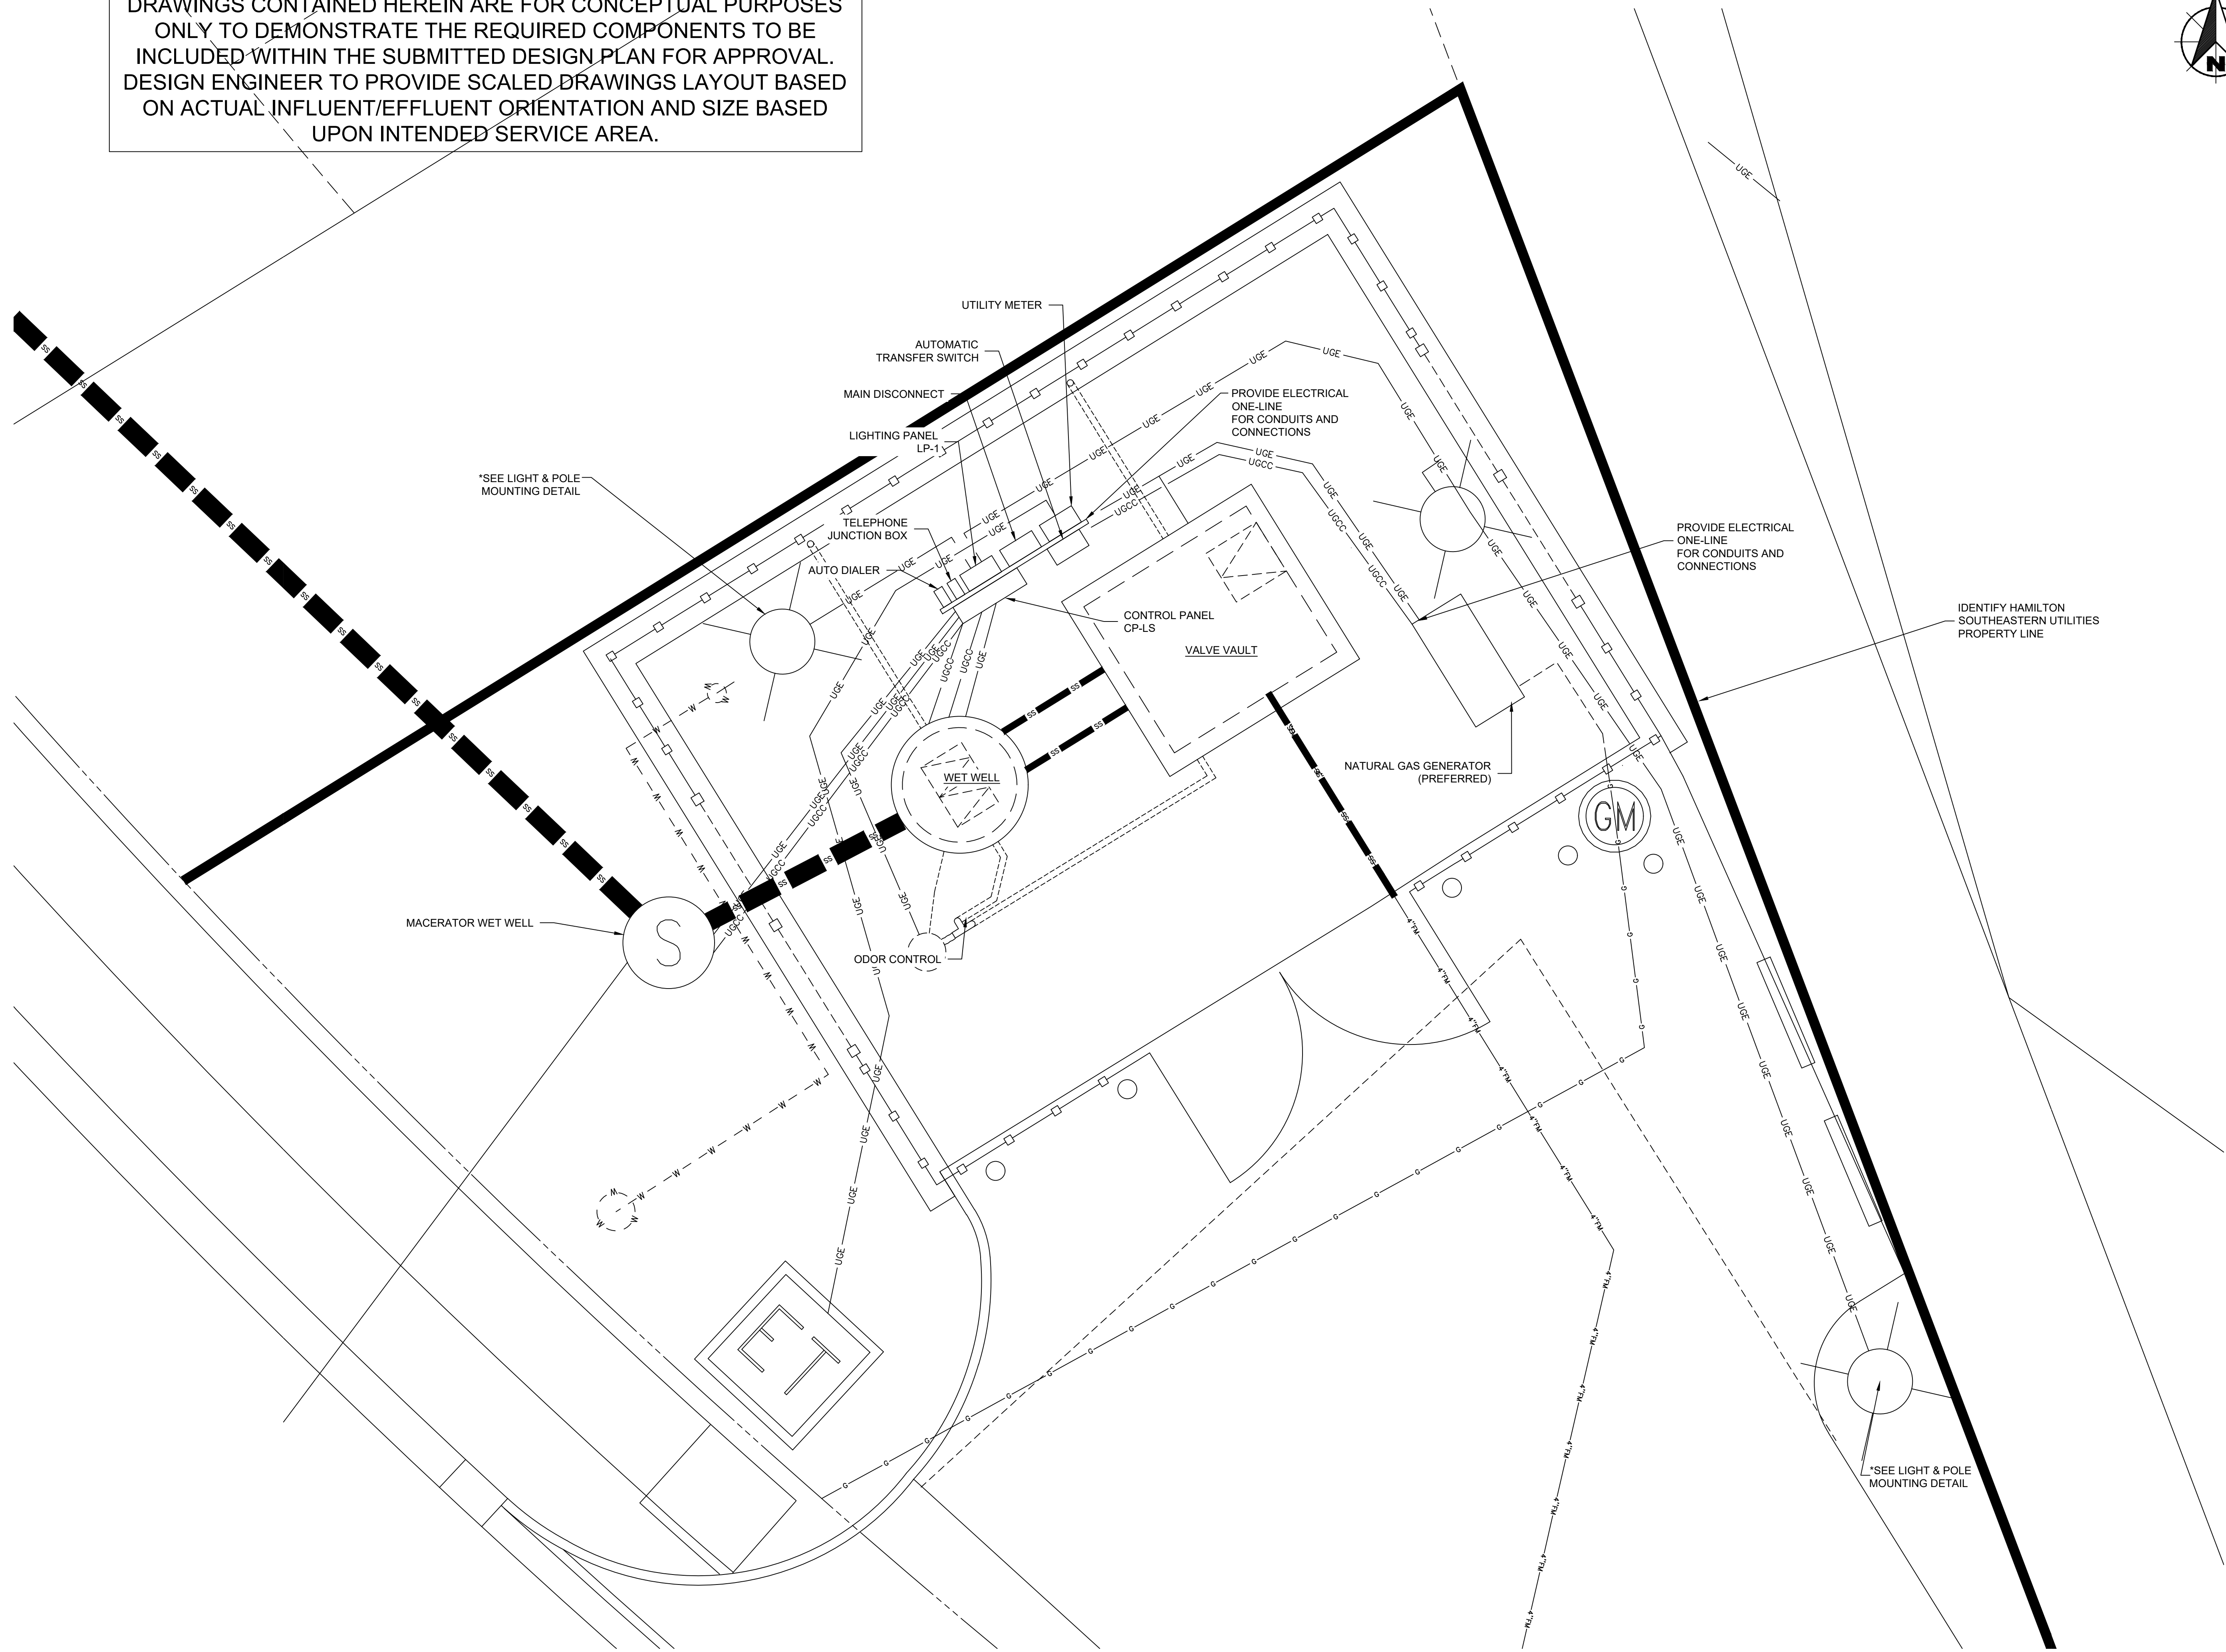 DRAWINGS CONTAINED HEREIN ARE FOR CONCEPTUAL PURPOSES
ONLY TO DEMONSTRATE THE REQUIRED COMPONENTS TO BE
INCLUDED WITHIN THE SUBMITTED DESIGN PLAN FOR APPROVAL.
DESIGN ENGINEER TO PROVIDE SCALED DRAWINGS LAYOUT BASED
ON ACTUAL INFLUENT/EFFLUENT ORIENTATION AND SIZE BASED
UPON INTENDED SERVICE AREA.
N
UTILITY METER
AUTOMATIC
TRANSFER SWITCH
MAIN DISCONNECT
LIGHTING PANEL
LP-1
PROVIDE ELECTRICAL
ONE-LINE
FOR CONDUITS AND
CONNECTIONS
*SEE LIGHT & POLE
MOUNTING DETAIL
TELEPHONE
JUNCTION BOX
AUTO DIALER
CONTROL PANEL
CP-LS
VALVE VAULT
PROVIDE ELECTRICAL
ONE-LINE
FOR CONDUITS AND
CONNECTIONS
IDENTIFY HAMILTON
SOUTHEASTERN UTILITIES
PROPERTY LINE
WET WELL
NATURAL GAS GENERATOR
(PREFERRED)
GM
MACERATOR WET WELL
S
ODOR CONTROL
ET
*SEE LIGHT & POLE
MOUNTING DETAIL
UGE
UGCC
SS
W
G
4"FM